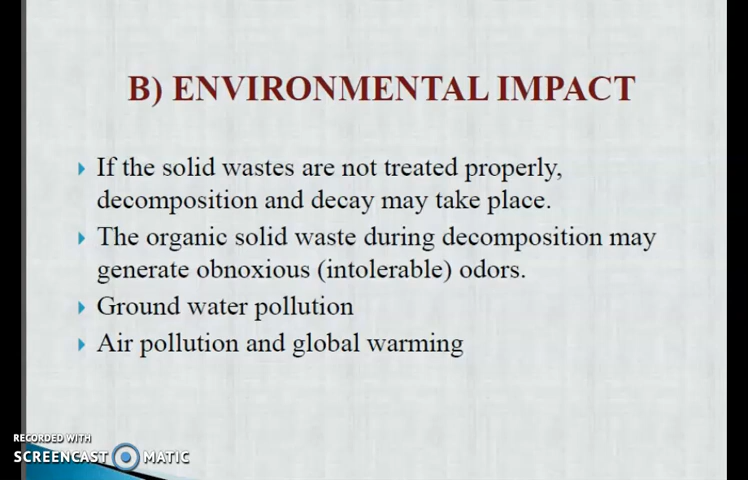 B) ENVIRONMENTAL IMPACT
If the solid wastes are not treated properly,
decomposition and decay may take place.
The organic solid waste during decomposition may
generate obnoxious (intolerable) odors.
Ground water pollution
Air pollution and global warming
RECORDED WITH
SCREENCAST MATIC